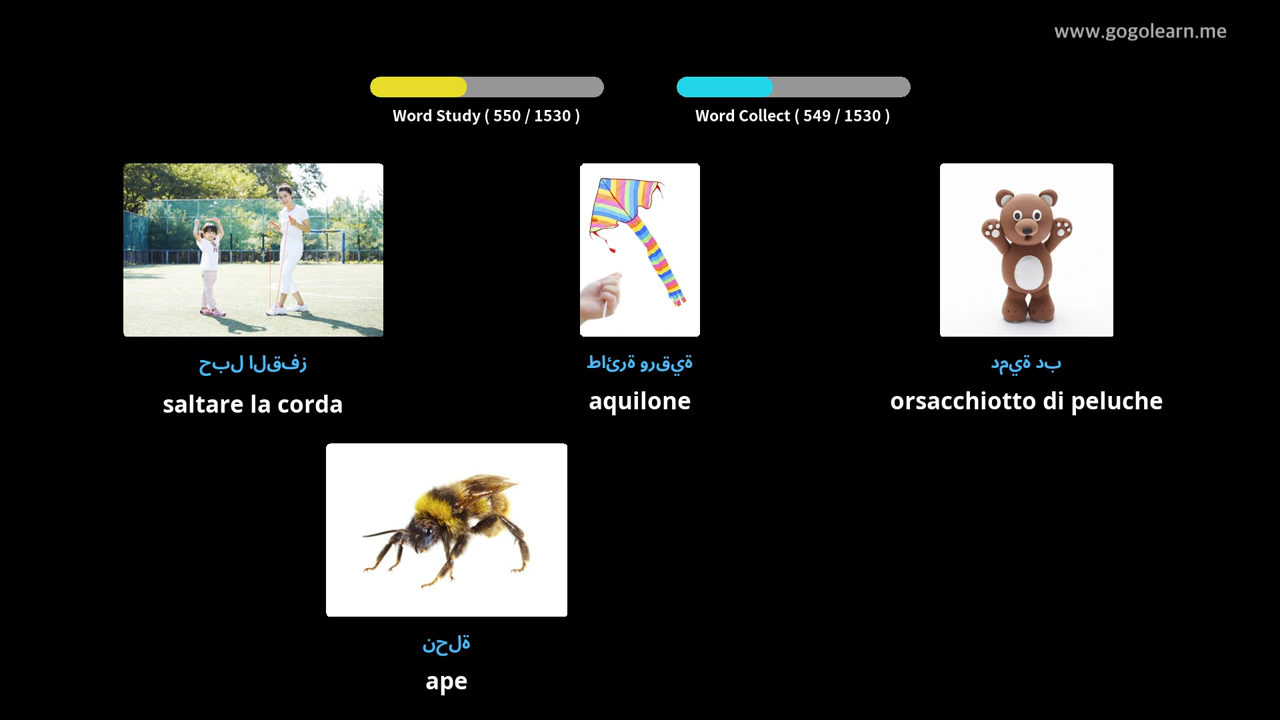 www.gogolearn.me
Word Study ( 550 / 1530 )
Word Collect ( 549 / 1530 )
حبل القفز
saltare la corda
طائرة ورقية
aquilone
دمية دب
orsacchiotto di peluche
نحلة
ape